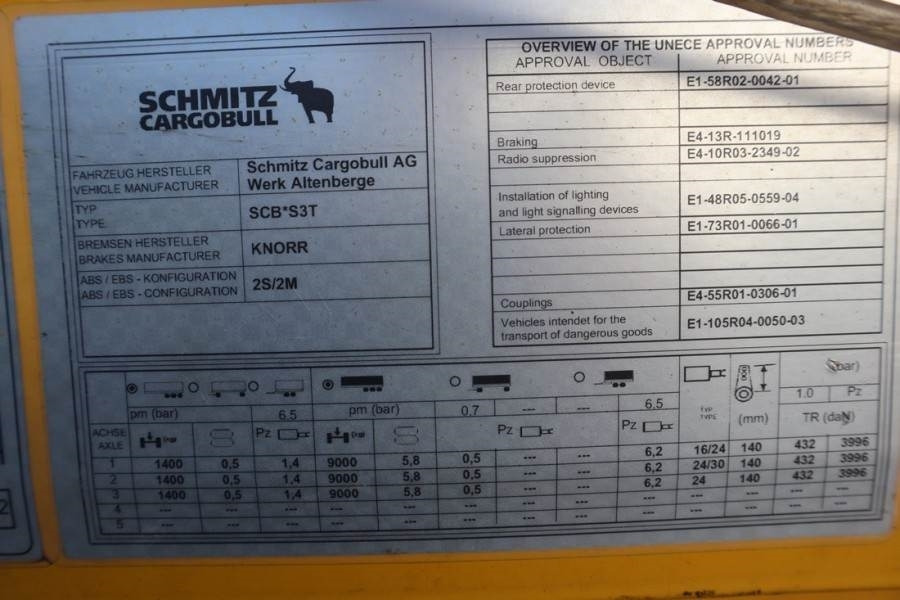 SCHMITZ
CARGOBULL
FAHRZEUG HERSTELLER
VEHICLE MANUFACTURER
Schmitz Cargobull AG
Werk Altenberge
TYP
TYPE
SCB*S3T
BREMSEN HERSTELLER
BRAKES MANUFACTURER
KNORR
ABS / EBS - KONFIGURATION
ABS / EBS - CONFIGURATION
2S/2M
OVERVIEW OF THE UNECE APPROVAL NUMBERS
APPROVAL OBJECT APPROVAL NUMBER
Rear protection device E1-58R02-0042-01
Braking E4-13R-111019
Radio suppression E4-10R03-2349-02
Installation of lighting
and light signalling devices
E1-48R05-0559-04
Lateral protection E1-73R01-0066-01
Couplings E4-55R01-0306-01
Vehicles intendet for the
transport of dangerous goods
E1-105R04-0050-03
(bar)
1.0 Pz
pm (bar) 6.5 pm (bar) 0.7 --- --- 6.5 TYP TYPE (mm) TR (daN)
ACHSE
AXLE
Pz Pz Pz
1 1400 0,5 1,4 9000 5,8 0,5 --- --- 6,2 16/24 140 432 3996
2 1400 0,5 1,4 9000 5,8 0,5 --- --- 6,2 24/30 140 432 3996
3 1400 0,5 1,4 9000 5,8 0,5 --- --- 6,2 24 140 432 3996
4 --- --- --- --- --- --- --- --- --- --- --- --- ---
5 --- --- --- --- --- --- --- --- --- --- --- --- ---
2